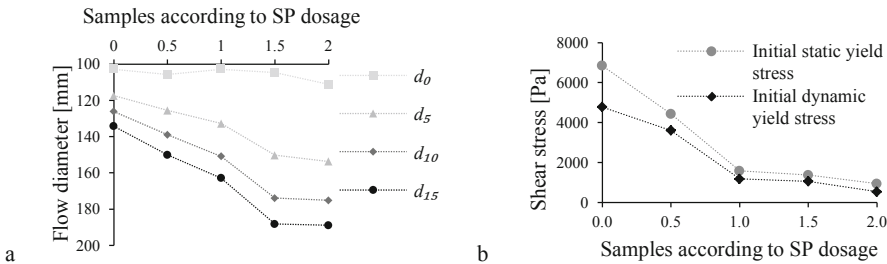 Samples according to SP dosage
0 0.5 1 1.5 2
100
120
140
160
180
200
Flow diameter [mm]
d0
d5
d10
d15
a
8000
6000
4000
2000
0
Shear stress [Pa]
Initial static yield
stress
Initial dynamic
yield stress
0.0 0.5 1.0 1.5 2.0
Samples according to SP dosage
b